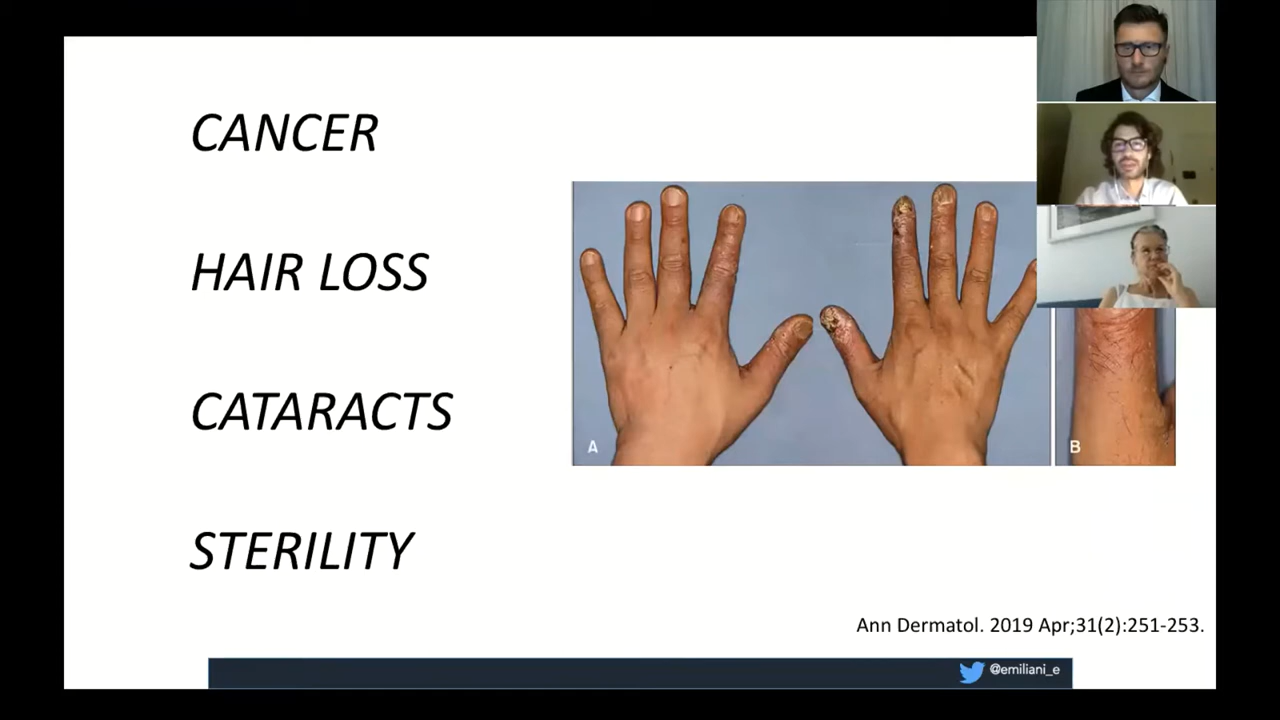 CANCER
HAIR LOSS
CATARACTS
STERILITY
A
B
Ann Dermatol. 2019 Apr;31(2):251-253.
@emiliani_e